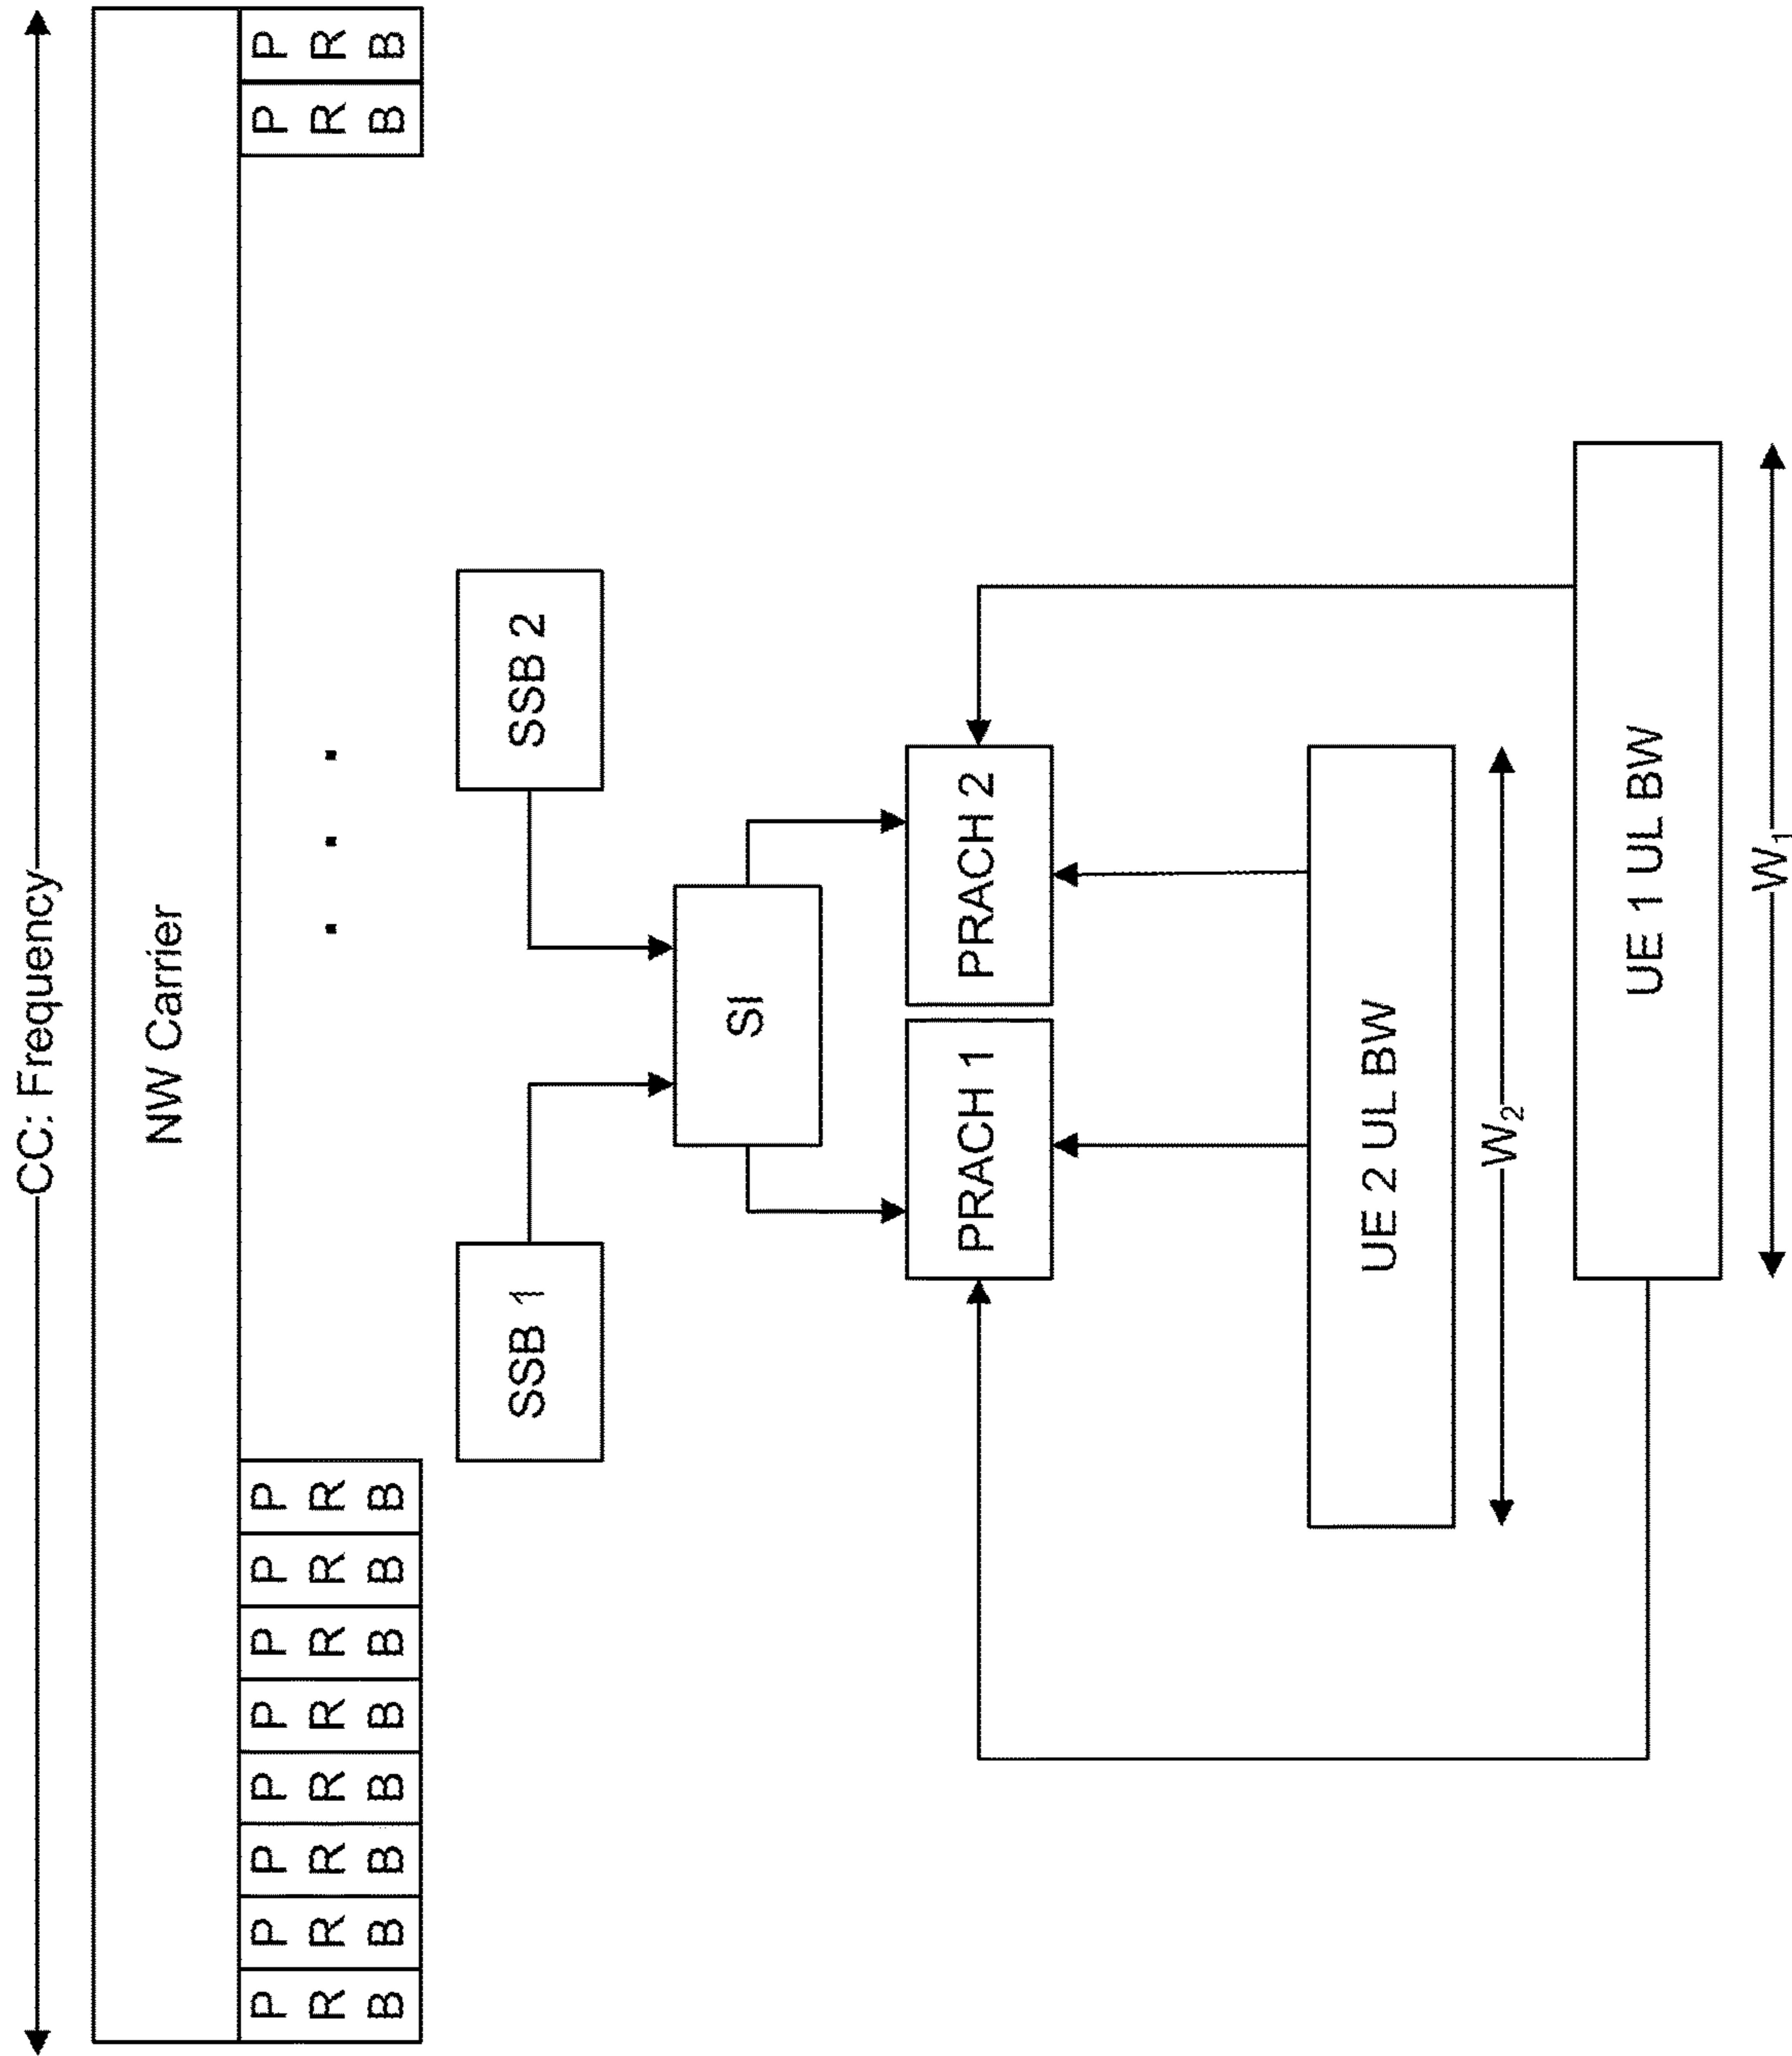 CC: Frequency
NW Carrier
P R B
P R B
P R B
P R B
P R B
P R B
P R B
P R B
. . .
P R B
P R B
SSB 1
SSB 2
SI
PRACH 1
PRACH 2
UE 2 UL BW
W₂
UE 1 UL BW
W₁